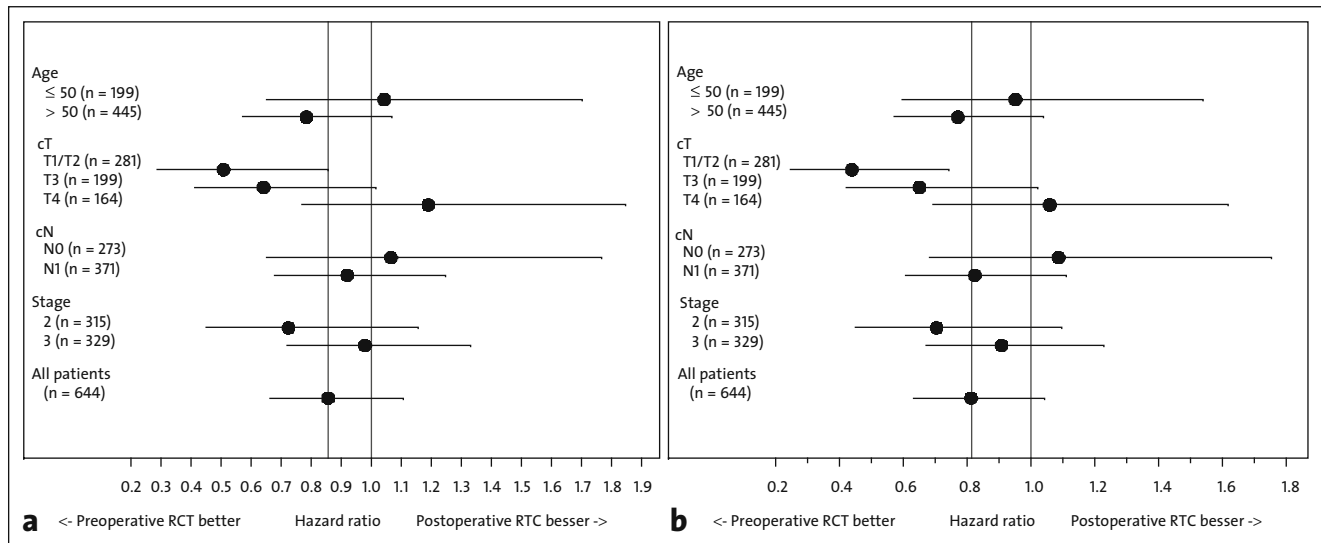 Age
≤ 50 (n = 199)
> 50 (n = 445)
cT
T1/T2 (n = 281)
T3 (n = 199)
T4 (n = 164)
cN
N0 (n = 273)
N1 (n = 371)
Stage
2 (n = 315)
3 (n = 329)
All patients
(n = 644)
0.2 0.3 0.4 0.5 0.6 0.7 0.8 0.9 1.0 1.1 1.2 1.3 1.4 1.5 1.6 1.7 1.8 1.9
a <- Preoperative RCT better Hazard ratio Postoperative RTC besser ->
Age
≤ 50 (n = 199)
> 50 (n = 445)
cT
T1/T2 (n = 281)
T3 (n = 199)
T4 (n = 164)
cN
N0 (n = 273)
N1 (n = 371)
Stage
2 (n = 315)
3 (n = 329)
All patients
(n = 644)
0.2 0.4 0.6 0.8 1.0 1.1 1.2 1.4 1.6 1.8
b <- Preoperative RCT better Hazard ratio Postoperative RTC besser ->